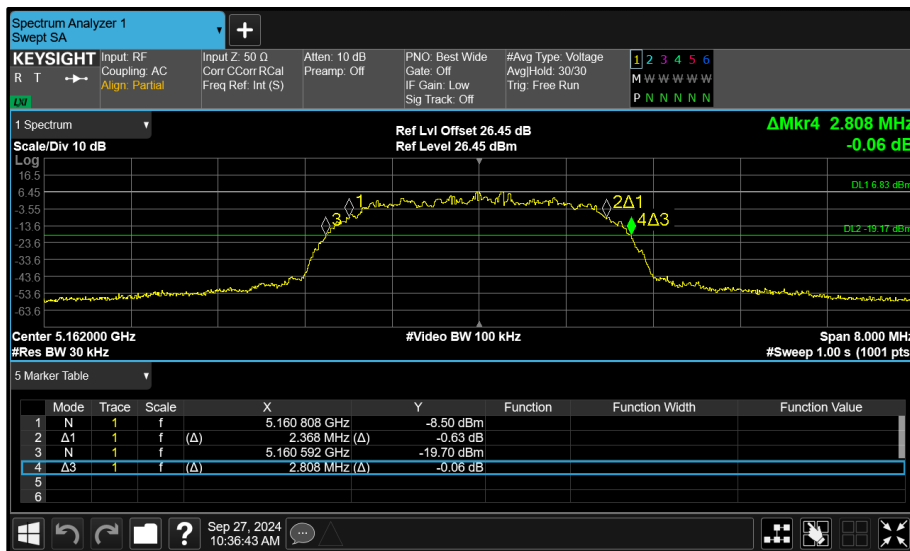 Spectrum Analyzer 1
Swept SA
+
KEYSIGHT
R T
LXI
Input: RF
Coupling: AC
Align: Partial
Input Z: 50 Ω
Corr CCorr RCal
Freq Ref: Int (S)
Atten: 10 dB
Preamp: Off
PNO: Best Wide
Gate: Off
IF Gain: Low
Sig Track: Off
#Avg Type: Voltage
Avg|Hold: 30/30
Trig: Free Run
1 2 3 4 5 6
M W W W W W
P N N N N N
1 Spectrum
Scale/Div 10 dB
Ref Lvl Offset 26.45 dB
Ref Level 26.45 dBm
ΔMkr4 2.808 MHz
-0.06 dB
Log
16.5
6.45
-3.55
-13.6
-23.6
-33.6
-43.6
-53.6
-63.6
DL1 6.83 dBm
1
2Δ1
3
4Δ3
DL2 -19.17 dBm
Center 5.162000 GHz
#Video BW 100 kHz
Span 8.000 MHz
#Res BW 30 kHz
#Sweep 1.00 s (1001 pts
5 Marker Table
Mode Trace Scale X Y Function Function Width Function Value
1 N 1 f 5.160 808 GHz -8.50 dBm
2 Δ1 1 f (Δ) 2.368 MHz (Δ) -0.63 dB
3 N 1 f 5.160 592 GHz -19.70 dBm
4 Δ3 1 f (Δ) 2.808 MHz (Δ) -0.06 dB
5
6
?
Sep 27, 2024
10:36:43 AM